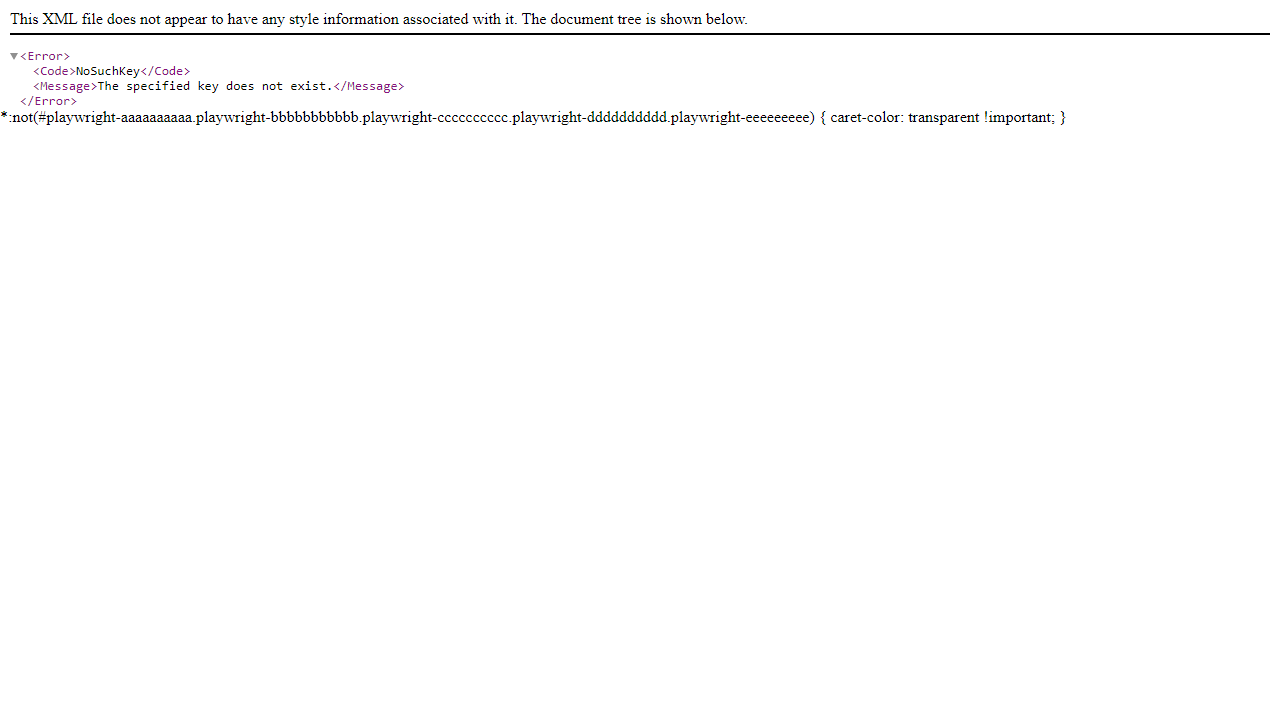 This XML file does not appear to have any style information associated with it. The document tree is shown below.
▼<Error>
<Code>NoSuchKey</Code>
<Message>The specified key does not exist.</Message>
</Error>
*:not(#playwright-aaaaaaaaaa.playwright-bbbbbbbbbbb.playwright-cccccccccc.playwright-dddddddddd.playwright-eeeeeeeee) { caret-color: transparent !important; }